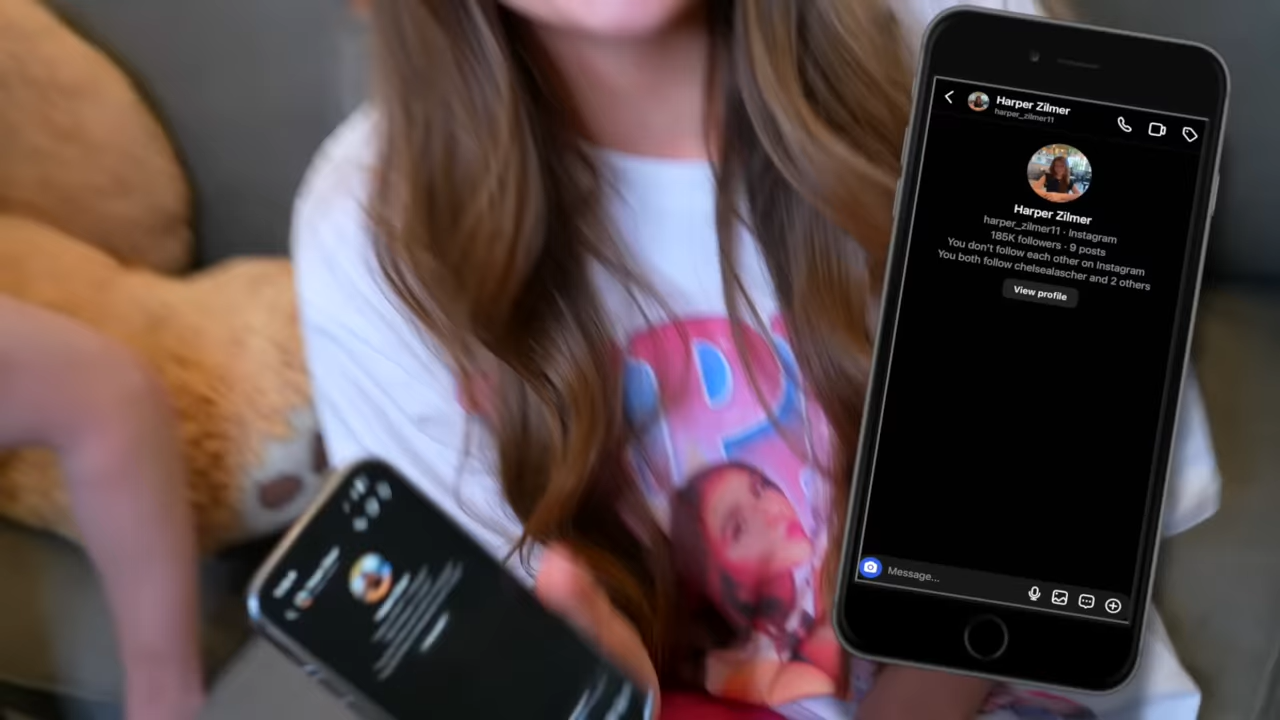 Harper Zilmer
harper_zilmer11
Harper Zilmer
harper_zilmer11 · Instagram
185K followers · 9 posts
You don't follow each other on Instagram
You both follow chelsealascher and 2 others
View profile
Message...